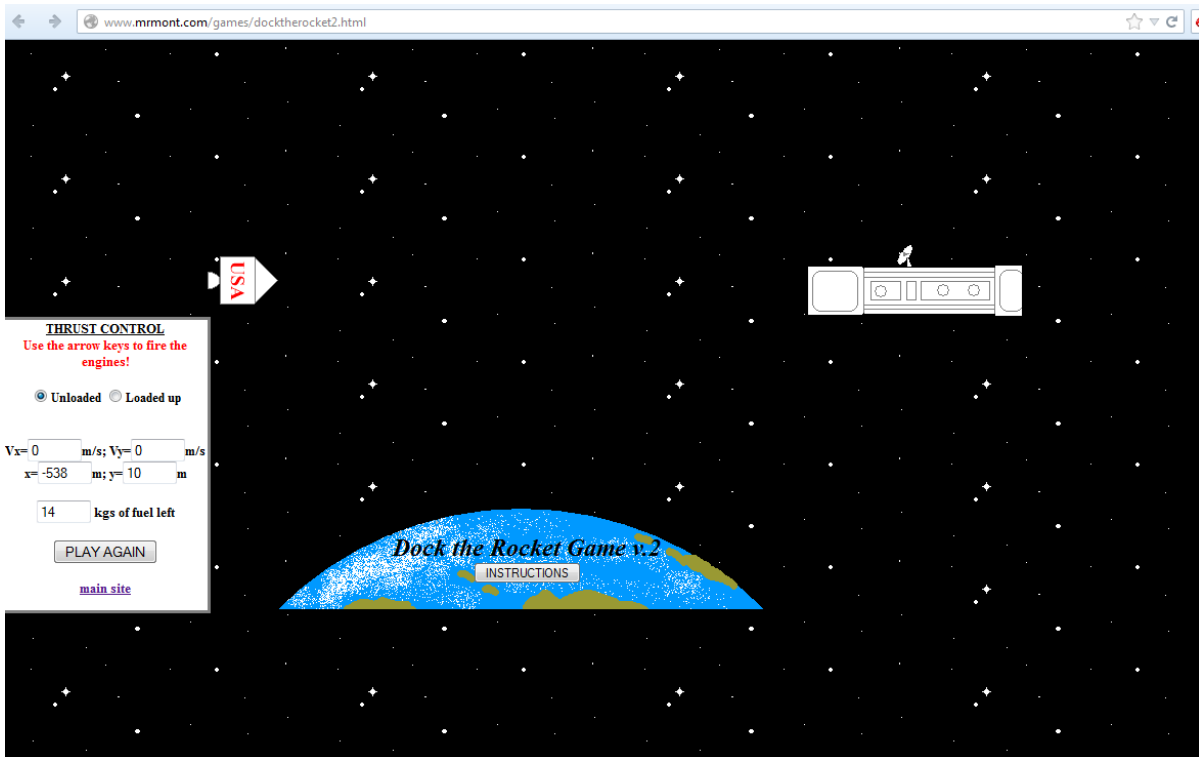 www.mrmont.com/games/docktherocket2.html
USA
THRUST CONTROL
Use the arrow keys to fire the
engines!
Unloaded Loaded up
Vx= 0 m/s; Vy= 0 m/s
x= -538 m; y= 10 m
14 kgs of fuel left
PLAY AGAIN
main site
Dock the Rocket Game v.2
INSTRUCTIONS